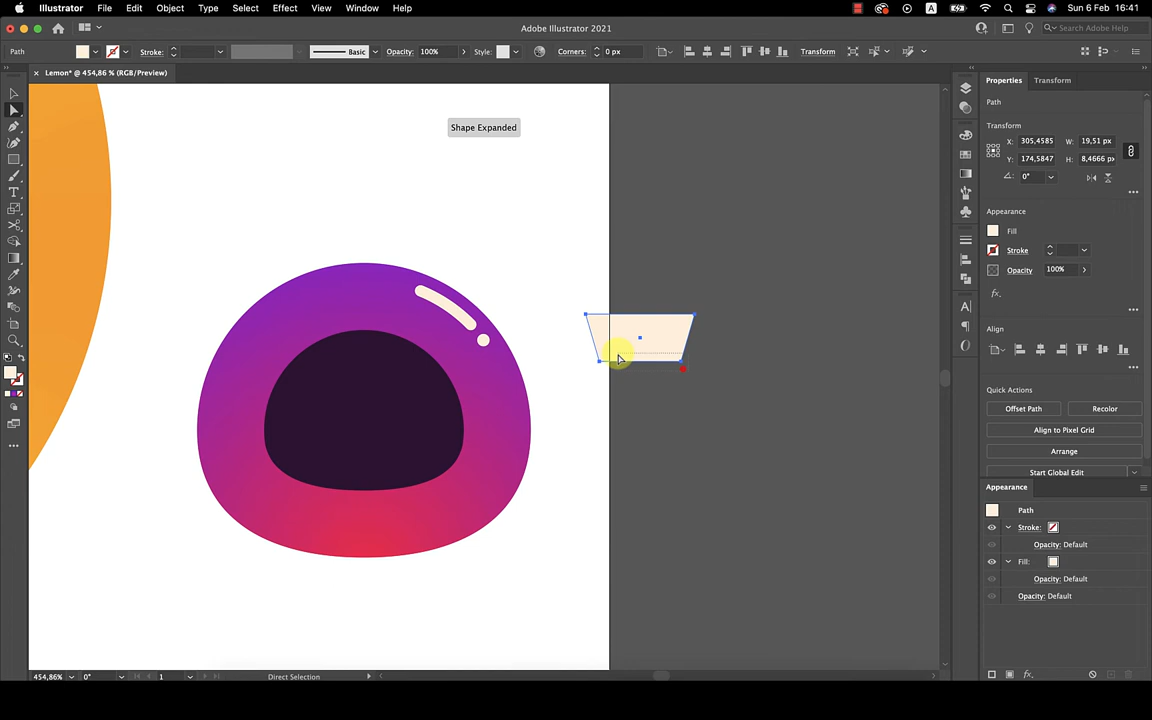 Illustrator File Edit Object Type Select Effect View Window Help
A Sun 6 Feb 16:41
Adobe Illustrator 2021
Search Adobe Help
Path Stroke: Basic Opacity: 100% Style: Corners: 0 px Transform
× Lemon* @ 454,86 % (RGB/Preview)
Properties Transform
Path
Transform
X: 305,4585 W: 19,51 px
Y: 174,5847 H: 8,4666 px
0°
Appearance
Fill
Stroke
Opacity 100%
fx.
Align
Quick Actions
Offset Path Recolor
Align to Pixel Grid
Arrange
Start Global Edit
Appearance
Path
Stroke:
Opacity: Default
Fill:
Opacity: Default
Opacity: Default
fx.
Shape Expanded
454,86% 0° 1 Direct Selection